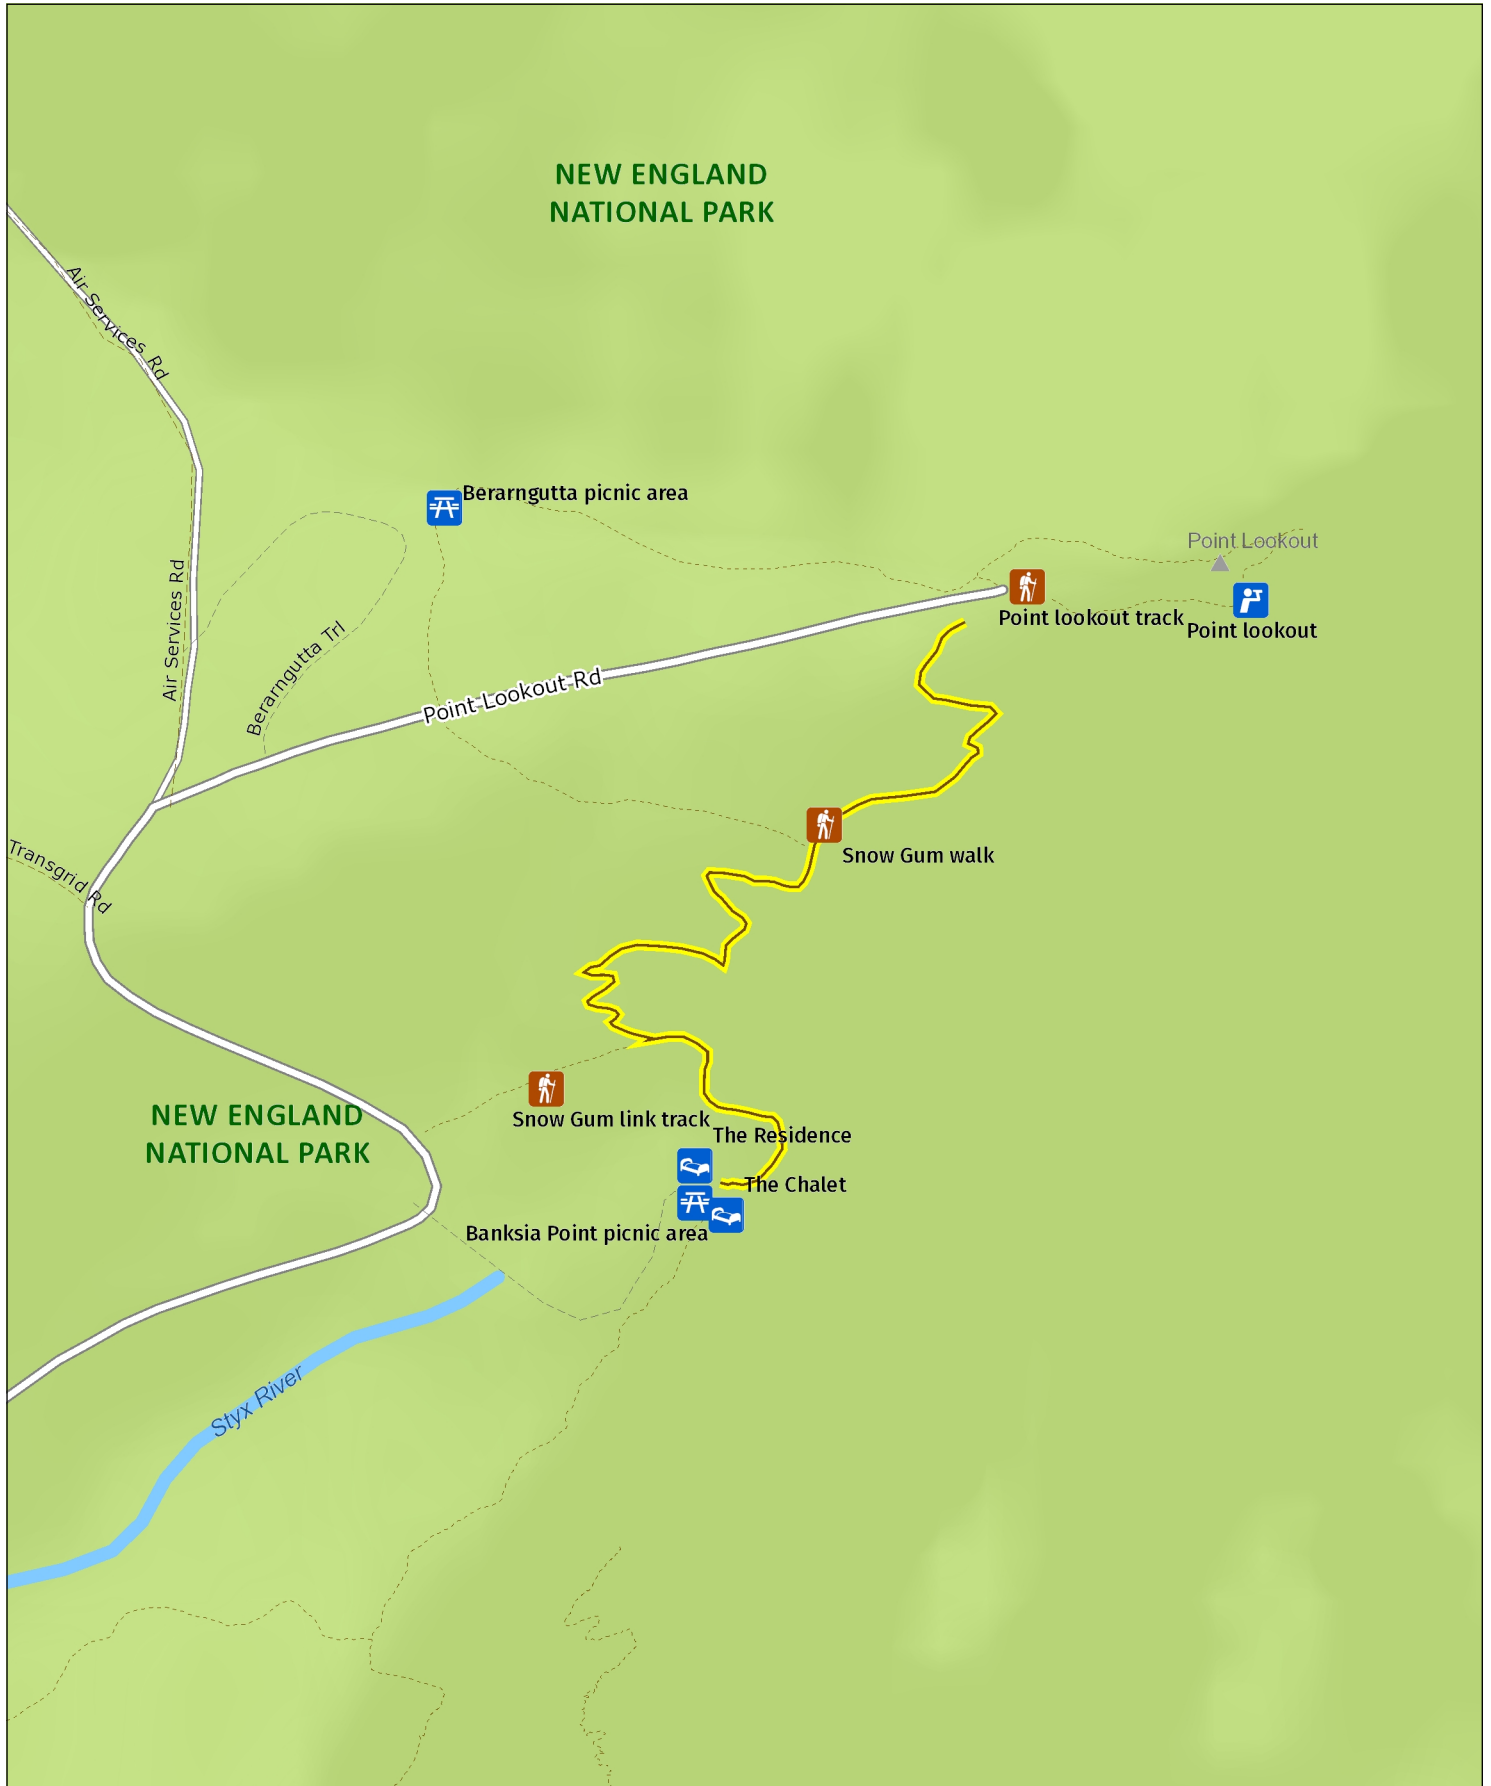 NEW ENGLAND
NATIONAL PARK
Air Services Rd
Berarngutta picnic area
Point Lookout
Air Services Rd
Berarngutta Trl
Point lookout track
Point lookout
Point Lookout Rd
Transgrid Rd
Snow Gum walk
NEW ENGLAND
NATIONAL PARK
Snow Gum link track
The Residence
The Chalet
Banksia Point picnic area
Styx River